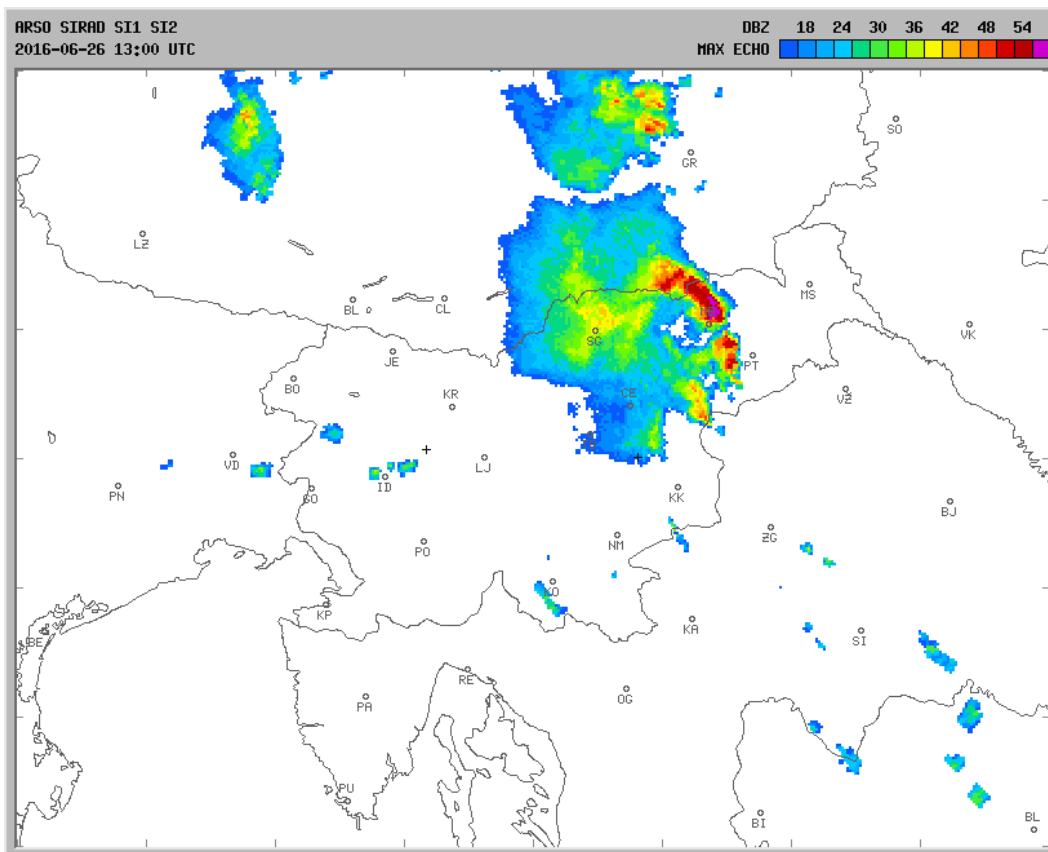 ARSO SIRAD SI1 SI2
DBZ 18 24 30 36 42 48 54
2016-06-26 13:00 UTC
MAX ECHO
SO
GR
LZ
MS
BL
CL
VK
SG
JE
PT
BO
VŽ
KR
CE
VD
LJ
ID
PN
GO
KK
BJ
ZG
PO
NM
KO
KP
KA
BE
SI
RE
PA
OG
PU
BI
BL